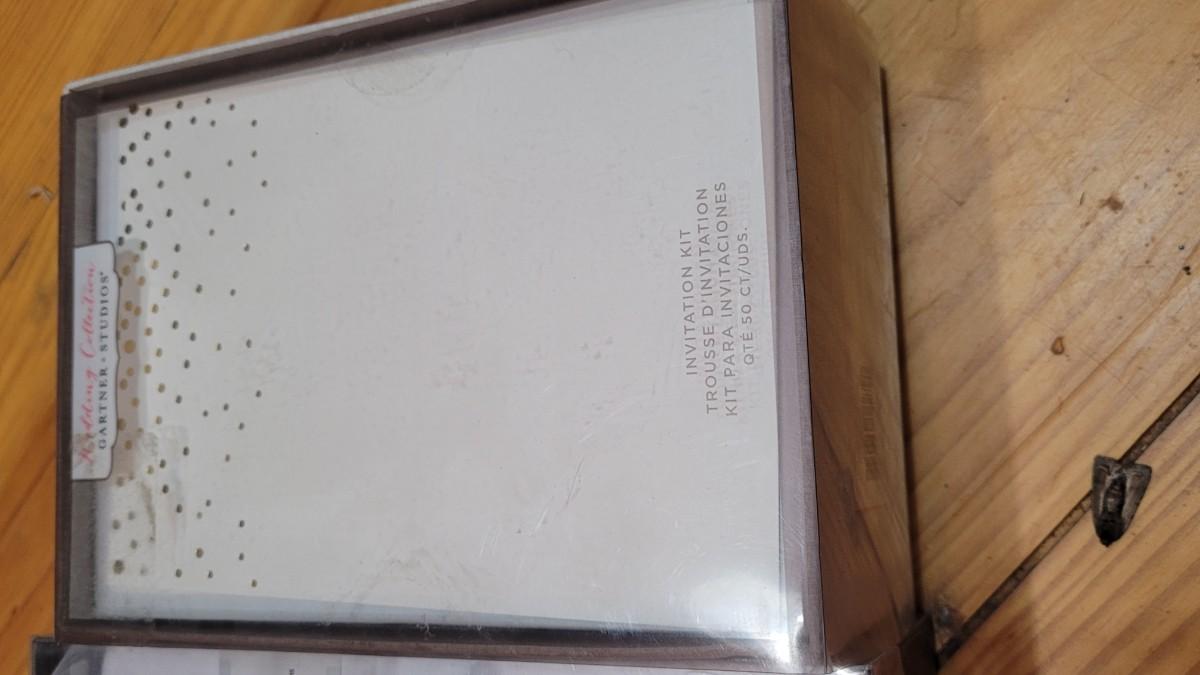 Wedding Collection
GARTNER • STUDIOS®
INVITATION KIT
TROUSSE D'INVITATION
KIT PARA INVITACIONES
QTÉ 50 CT/UDS.